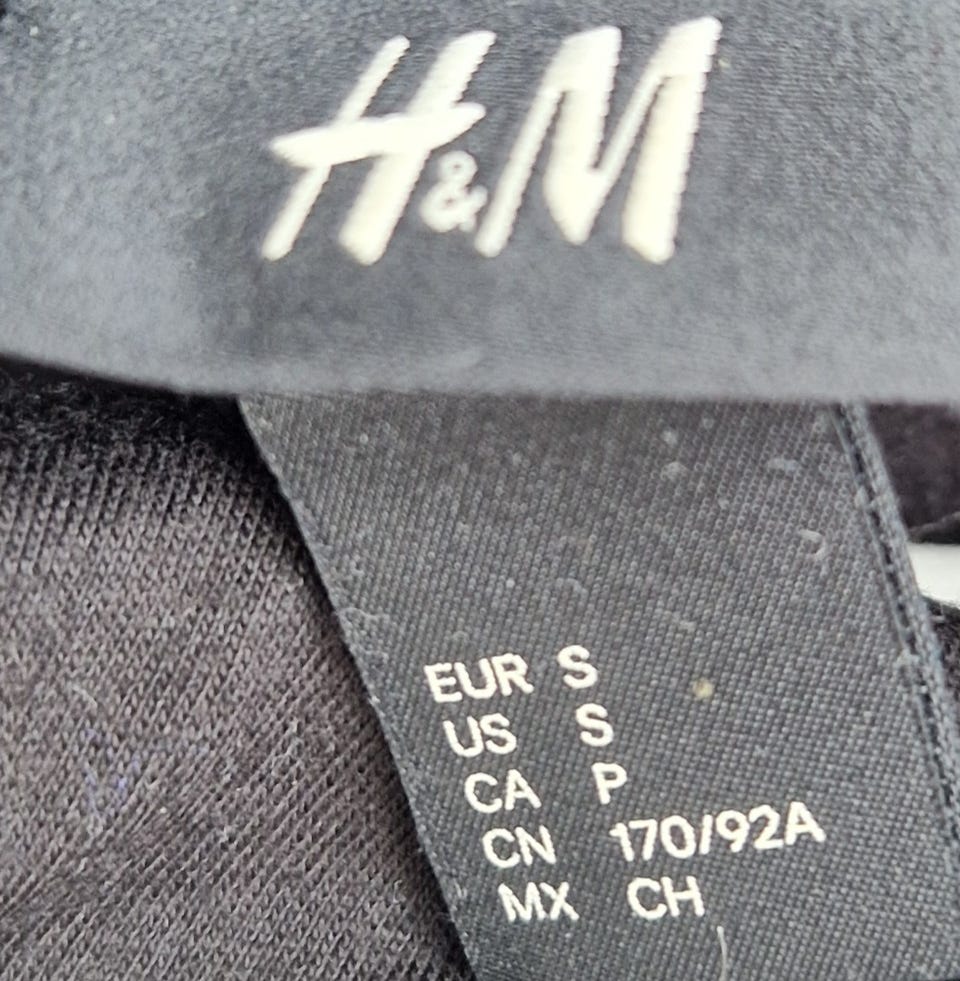 H&M
EUR S
US S
CA P
CN 170/92A
MX CH